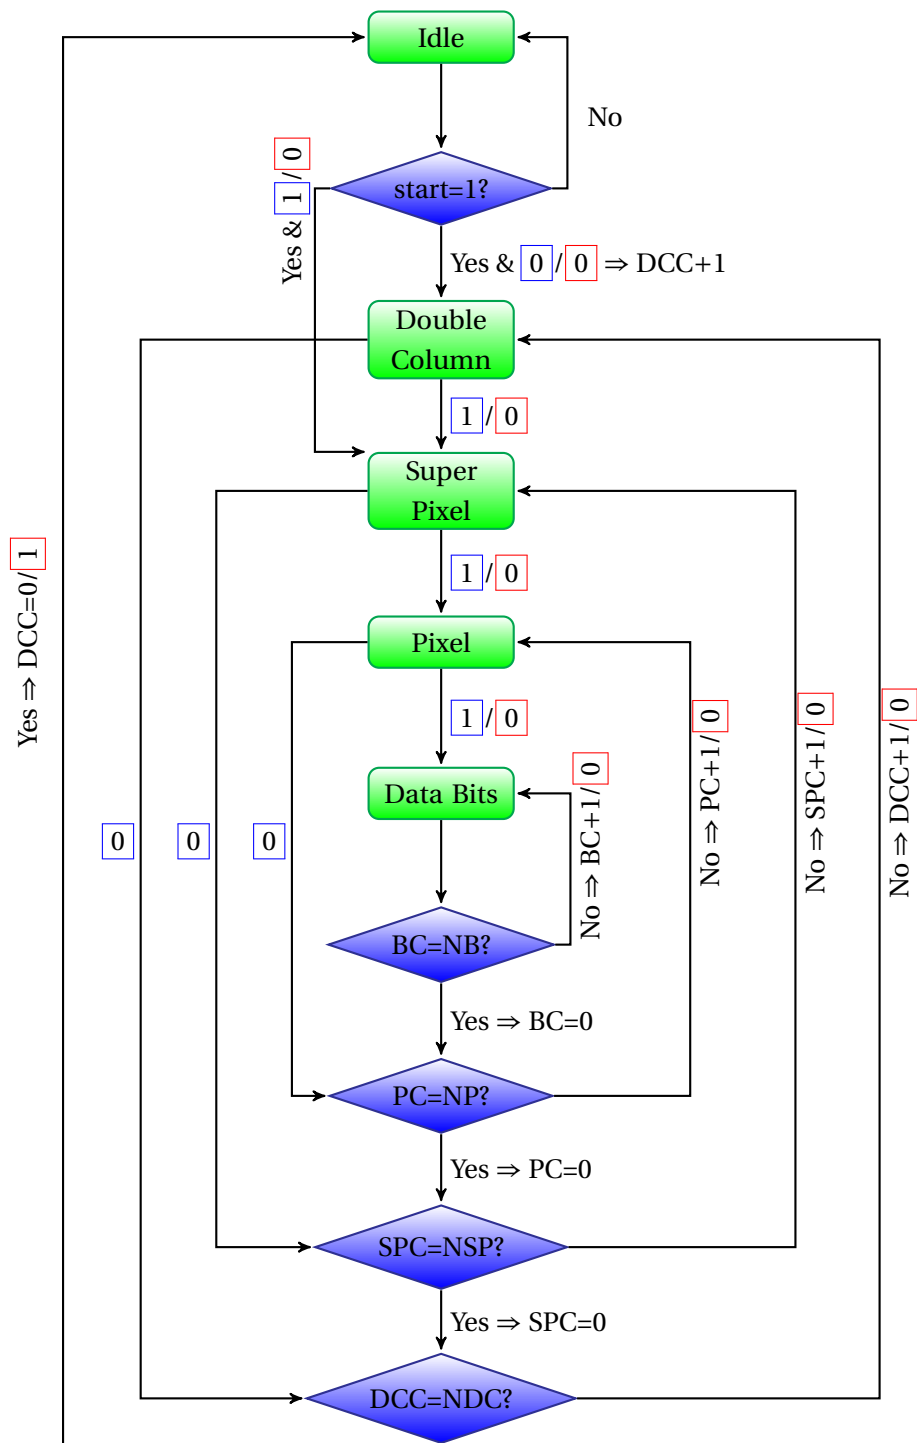 Idle
No
start=1?
Yes & 1/0
Yes & 0/0 ⇒ DCC+1
Double
Column
1/0
Super
Pixel
1/0
Yes ⇒ DCC=0/1
Pixel
1/0
No ⇒ PC+1/0
No ⇒ SPC+1/0
No ⇒ DCC+1/0
Data Bits
No ⇒ BC+1/0
0
0
0
BC=NB?
Yes ⇒ BC=0
PC=NP?
Yes ⇒ PC=0
SPC=NSP?
Yes ⇒ SPC=0
DCC=NDC?